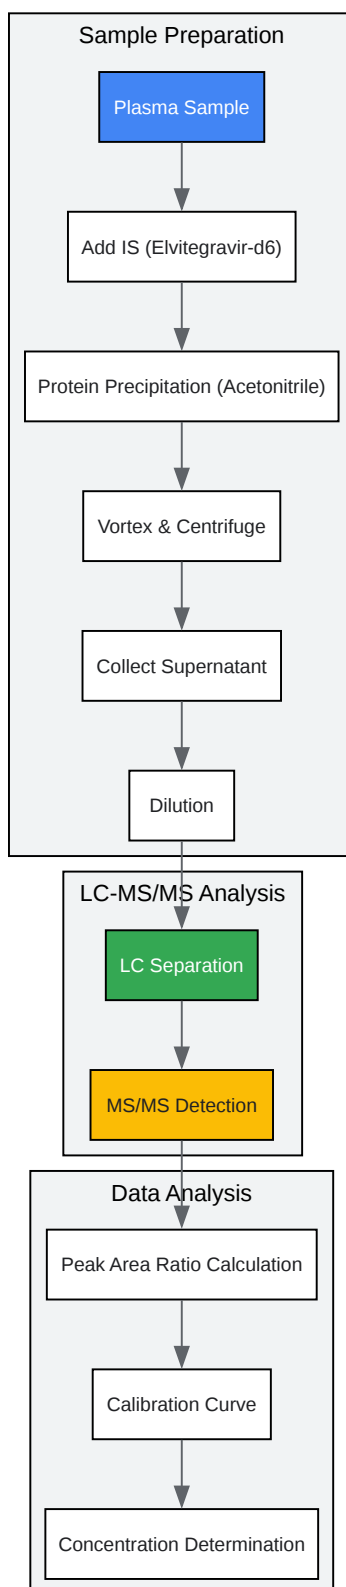 Sample Preparation
Plasma Sample
Add IS (Elvitegravir-d6)
Protein Precipitation (Acetonitrile)
Vortex & Centrifuge
Collect Supernatant
Dilution
LC-MS/MS Analysis
LC Separation
MS/MS Detection
Data Analysis
Peak Area Ratio Calculation
Calibration Curve
Concentration Determination